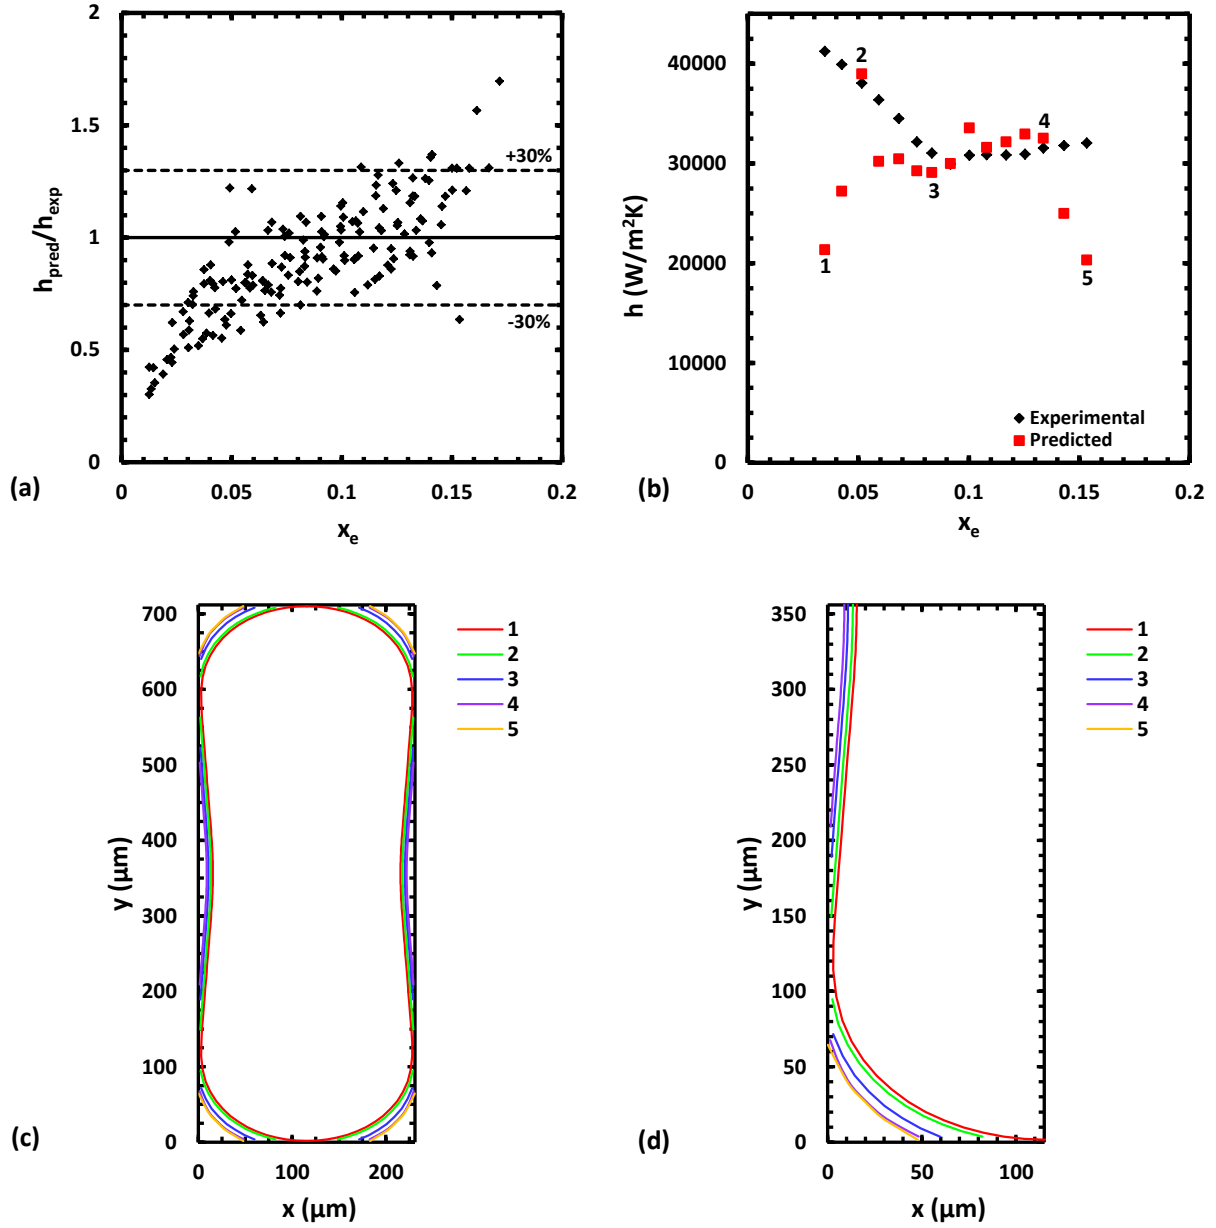 2
1.5
1
0.5
0
h_pred/h_exp
+30%
-30%
0 0.05 0.1 0.15 0.2
x_e
(a)
40000
30000
20000
10000
0
h (W/m²K)
1
2
3
4
5
Experimental
Predicted
0 0.05 0.1 0.15 0.2
x_e
(b)
700
600
500
400
300
200
100
0
y (μm)
1
2
3
4
5
0 100 200
x (μm)
(c)
350
300
250
200
150
100
50
0
y (μm)
1
2
3
4
5
0 50 100
x (μm)
(d)